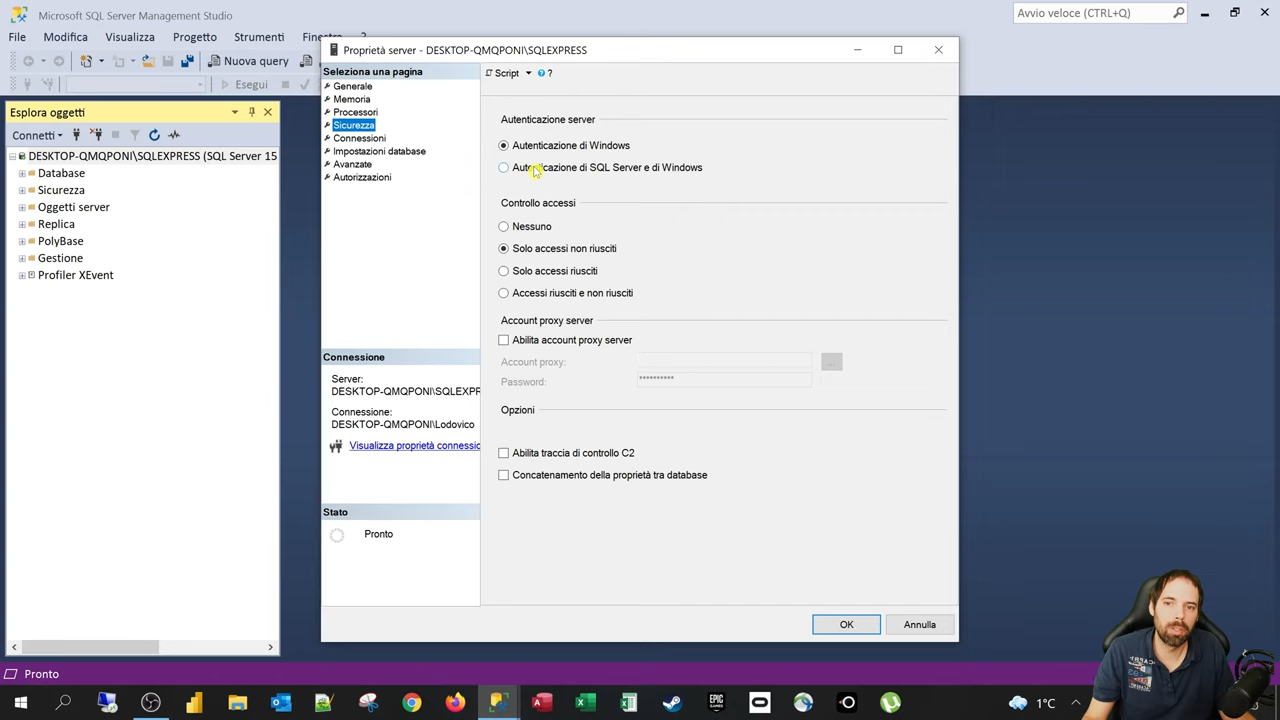 Microsoft SQL Server Management Studio
Avvio veloce (CTRL+Q)
File Modifica Visualizza Progetto Strumenti Finestra
Nuova query
Esegui
Esplora oggetti
Connetti
DESKTOP-QMQPONI\SQLEXPRESS (SQL Server 15
Database
Sicurezza
Oggetti server
Replica
PolyBase
Gestione
Profiler XEvent
Proprietà server - DESKTOP-QMQPONI\SQLEXPRESS
Seleziona una pagina
Generale
Memoria
Processori
Sicurezza
Connessioni
Impostazioni database
Avanzate
Autorizzazioni
Connessione
Server:
DESKTOP-QMQPONI\SQLEXPR
Connessione:
DESKTOP-QMQPONI\Lodovico
Visualizza proprietà connessio
Stato
Pronto
Script ?
Autenticazione server
Autenticazione di Windows
Autenticazione di SQL Server e di Windows
Controllo accessi
Nessuno
Solo accessi non riusciti
Solo accessi riusciti
Accessi riusciti e non riusciti
Account proxy server
Abilita account proxy server
Account proxy: ...
Password: **********
Opzioni
Abilita traccia di controllo C2
Concatenamento della proprietà tra database
OK Annulla
Pronto
EPIC GAMES
1°C